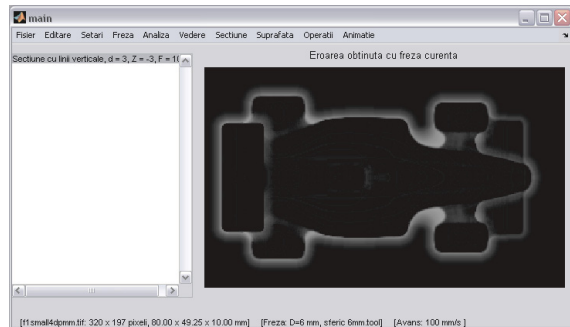 main
Fisier Editare Setari Freza Analiza Vedere Sectiune Suprafata Operatii Animatie
Sectiune cu linii verticale, d = 3, Z = -3, F = 10
Eroarea obtinuta cu freza curenta
[f1small4dpmm.tif: 320 x 197 pixeli, 80.00 x 49.25 x 10.00 mm] [Freza: D=6 mm, sferic 6mm.tool] [Avans: 100 mm/s ]